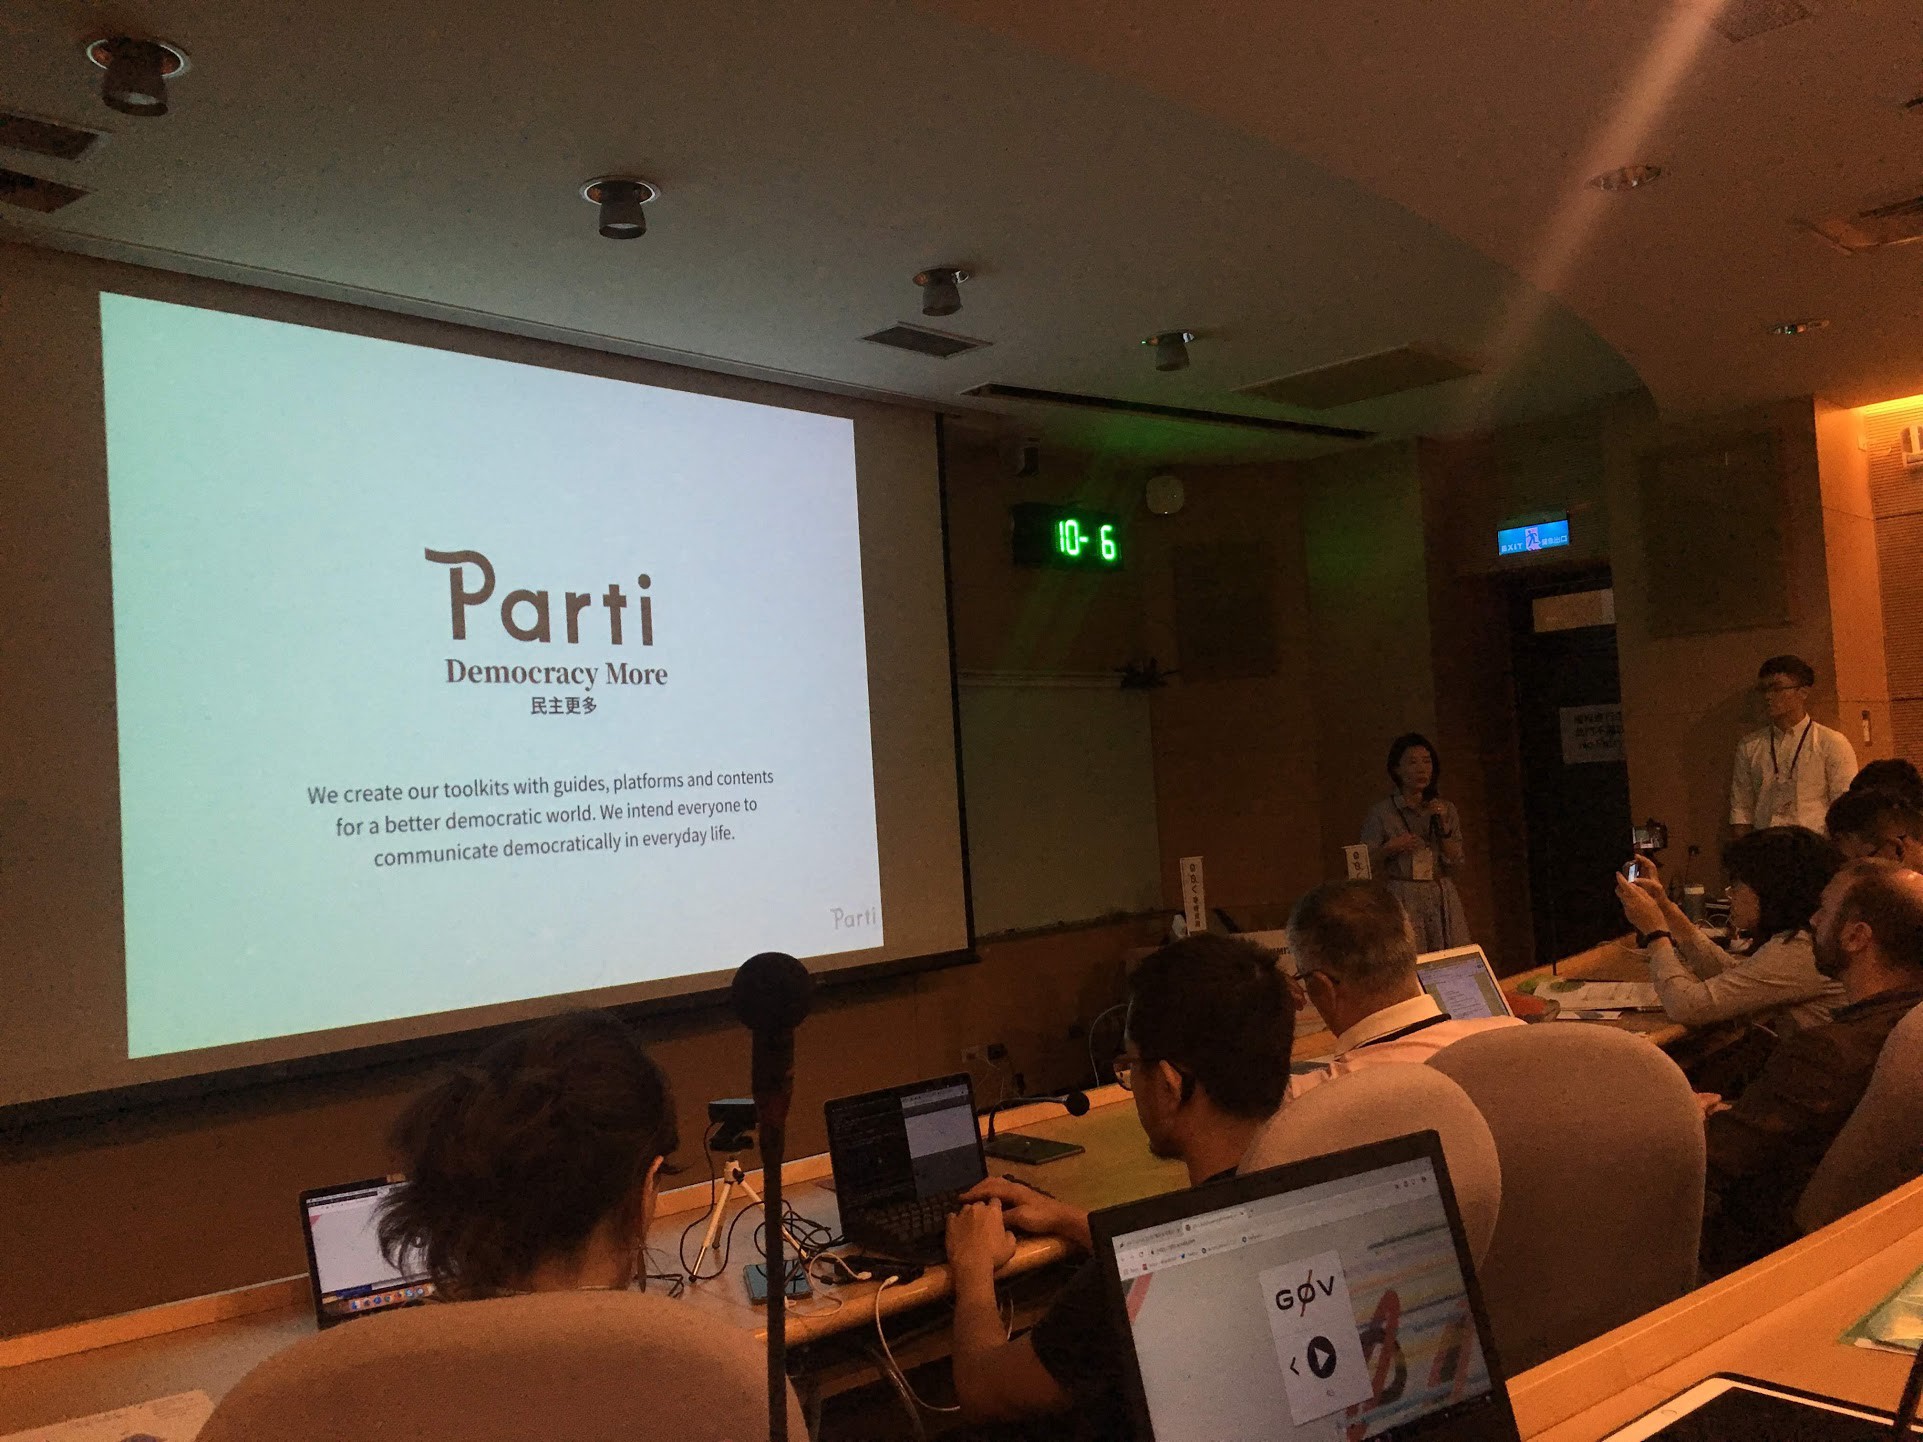 Parti
Democracy More
民主更多
We create our toolkits with guides, platforms and contents
for a better democratic world. We intend everyone to
communicate democratically in everyday life.
Parti
10- 6
EXIT
GØV